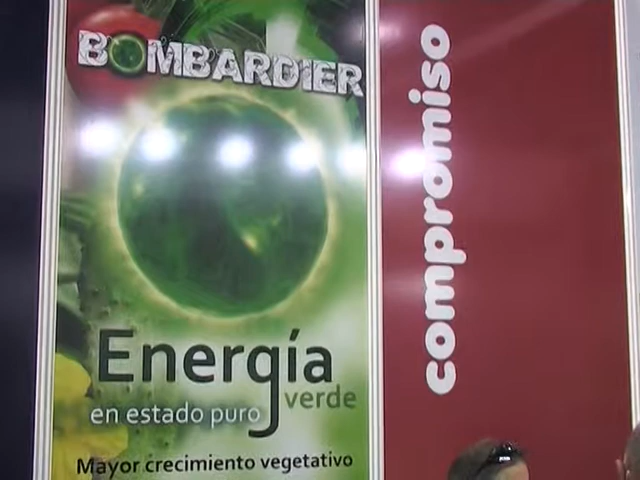 BOMBARDIER
Energía
verde
en estado puro
Mayor crecimiento vegetativo
compromiso